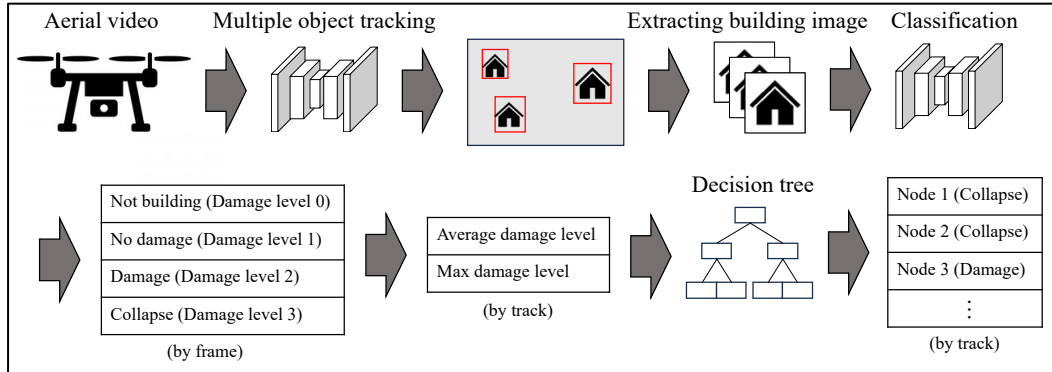 Aerial video
Multiple object tracking
Extracting building image
Classification
Not building (Damage level 0)
No damage (Damage level 1)
Damage (Damage level 2)
Collapse (Damage level 3)
(by frame)
Average damage level
Max damage level
(by track)
Decision tree
Node 1 (Collapse)
Node 2 (Collapse)
Node 3 (Damage)
⋮
(by track)